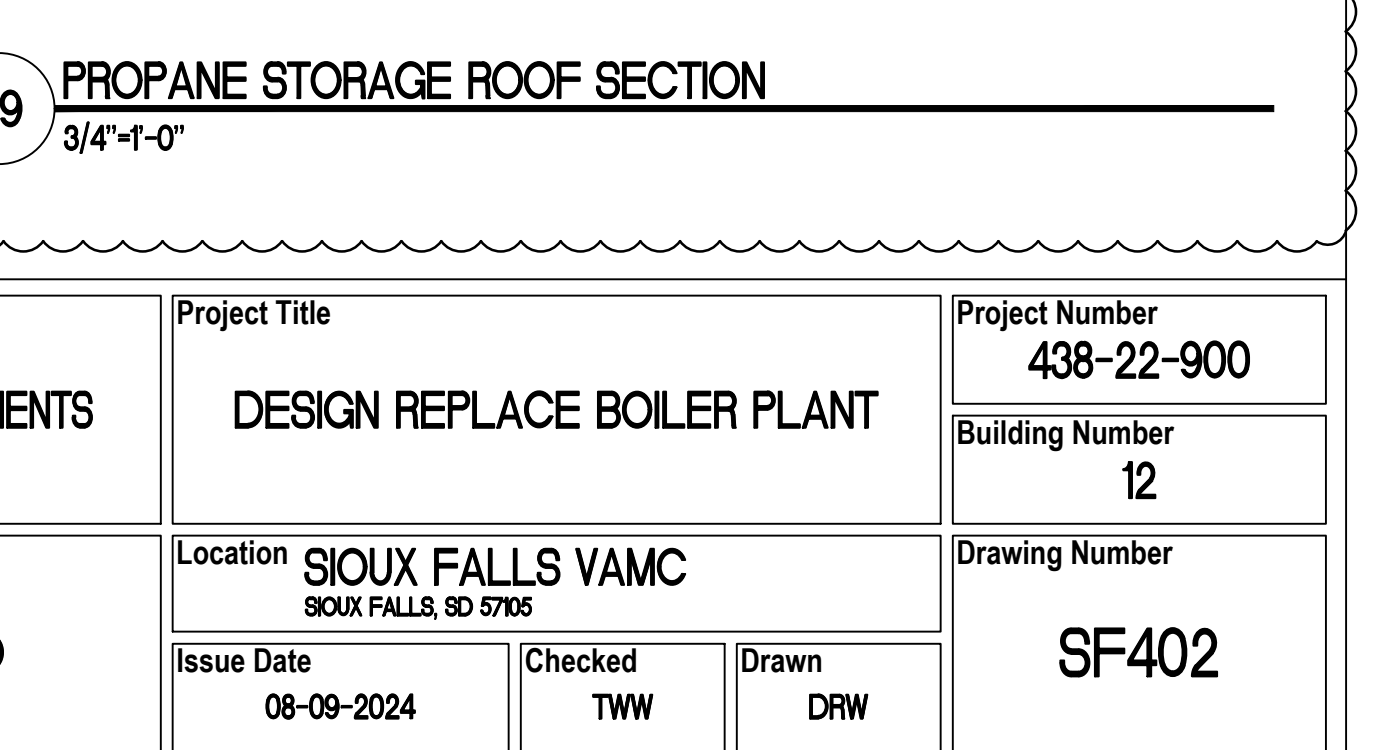 9
PROPANE STORAGE ROOF SECTION
3/4"=1'-0"
Project Title
DESIGN REPLACE BOILER PLANT
Project Number
438-22-900
Building Number
12
Location
SIOUX FALLS VAMC
SIOUX FALLS, SD 57105
Issue Date
08-09-2024
Checked
TWW
Drawn
DRW
Drawing Number
SF402